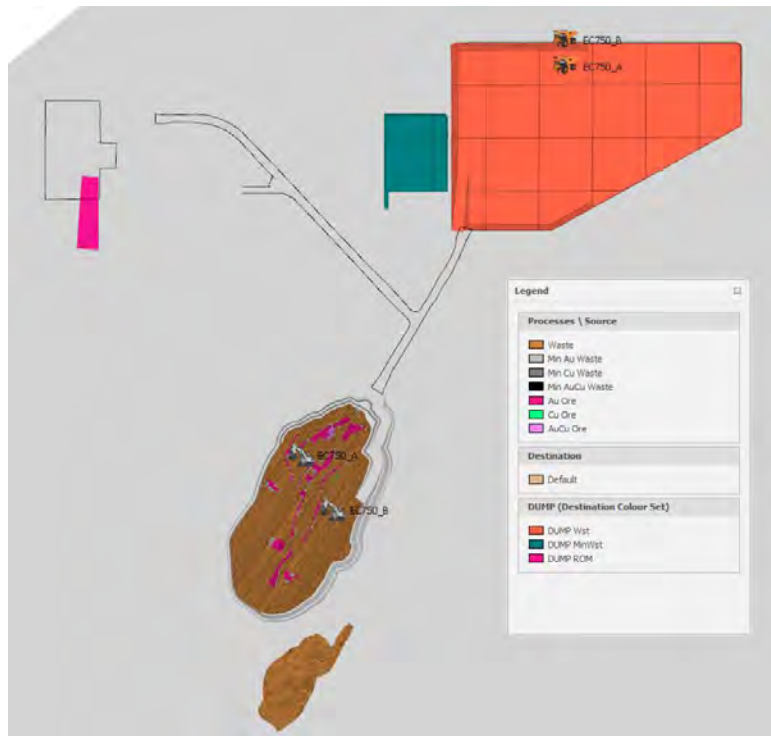 EC750_B
EC750_A
Legend
Processes \ Source
Waste
Min Au Waste
Min Cu Waste
Min AuCu Waste
Au Ore
Cu Ore
AuCu Ore
Destination
Default
DUMP (Destination Colour Set)
DUMP Wst
DUMP MinWst
DUMP ROM
EC750_A
EC750_B